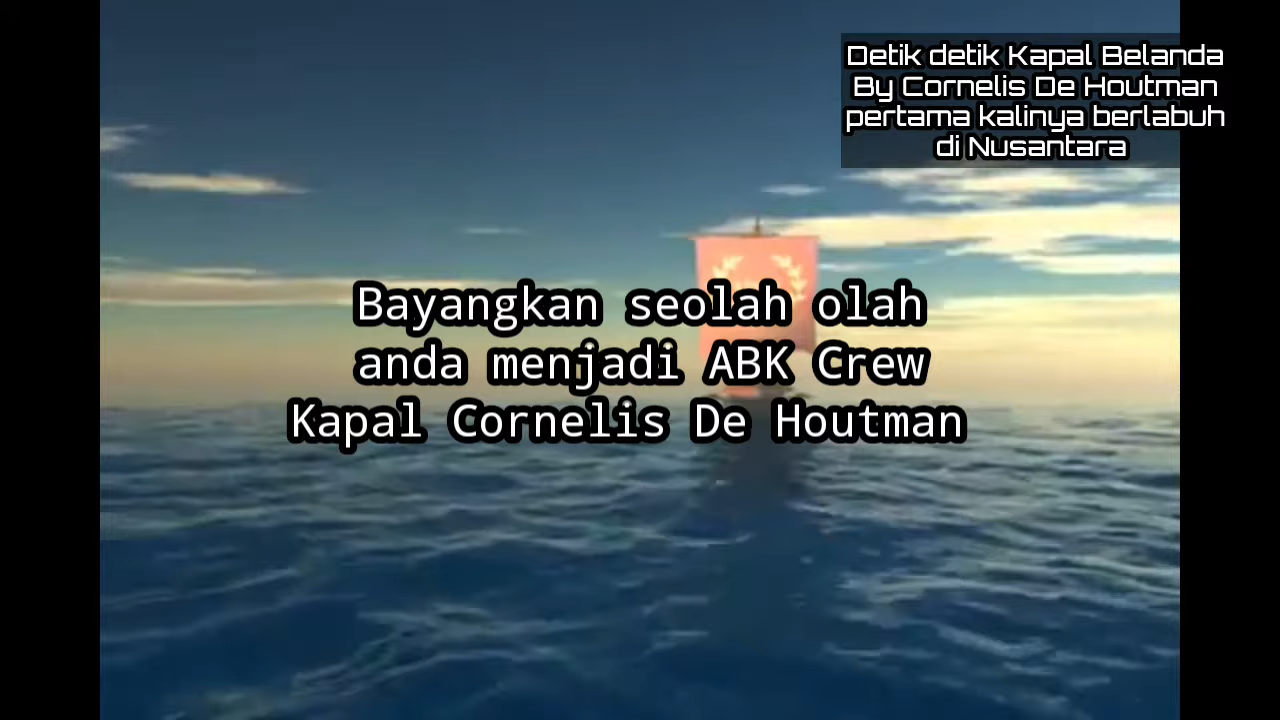 Detik detik Kapal Belanda
By Cornelis De Houtman
pertama kalinya berlabuh
di Nusantara
Bayangkan seolah olah
anda menjadi ABK Crew
Kapal Cornelis De Houtman